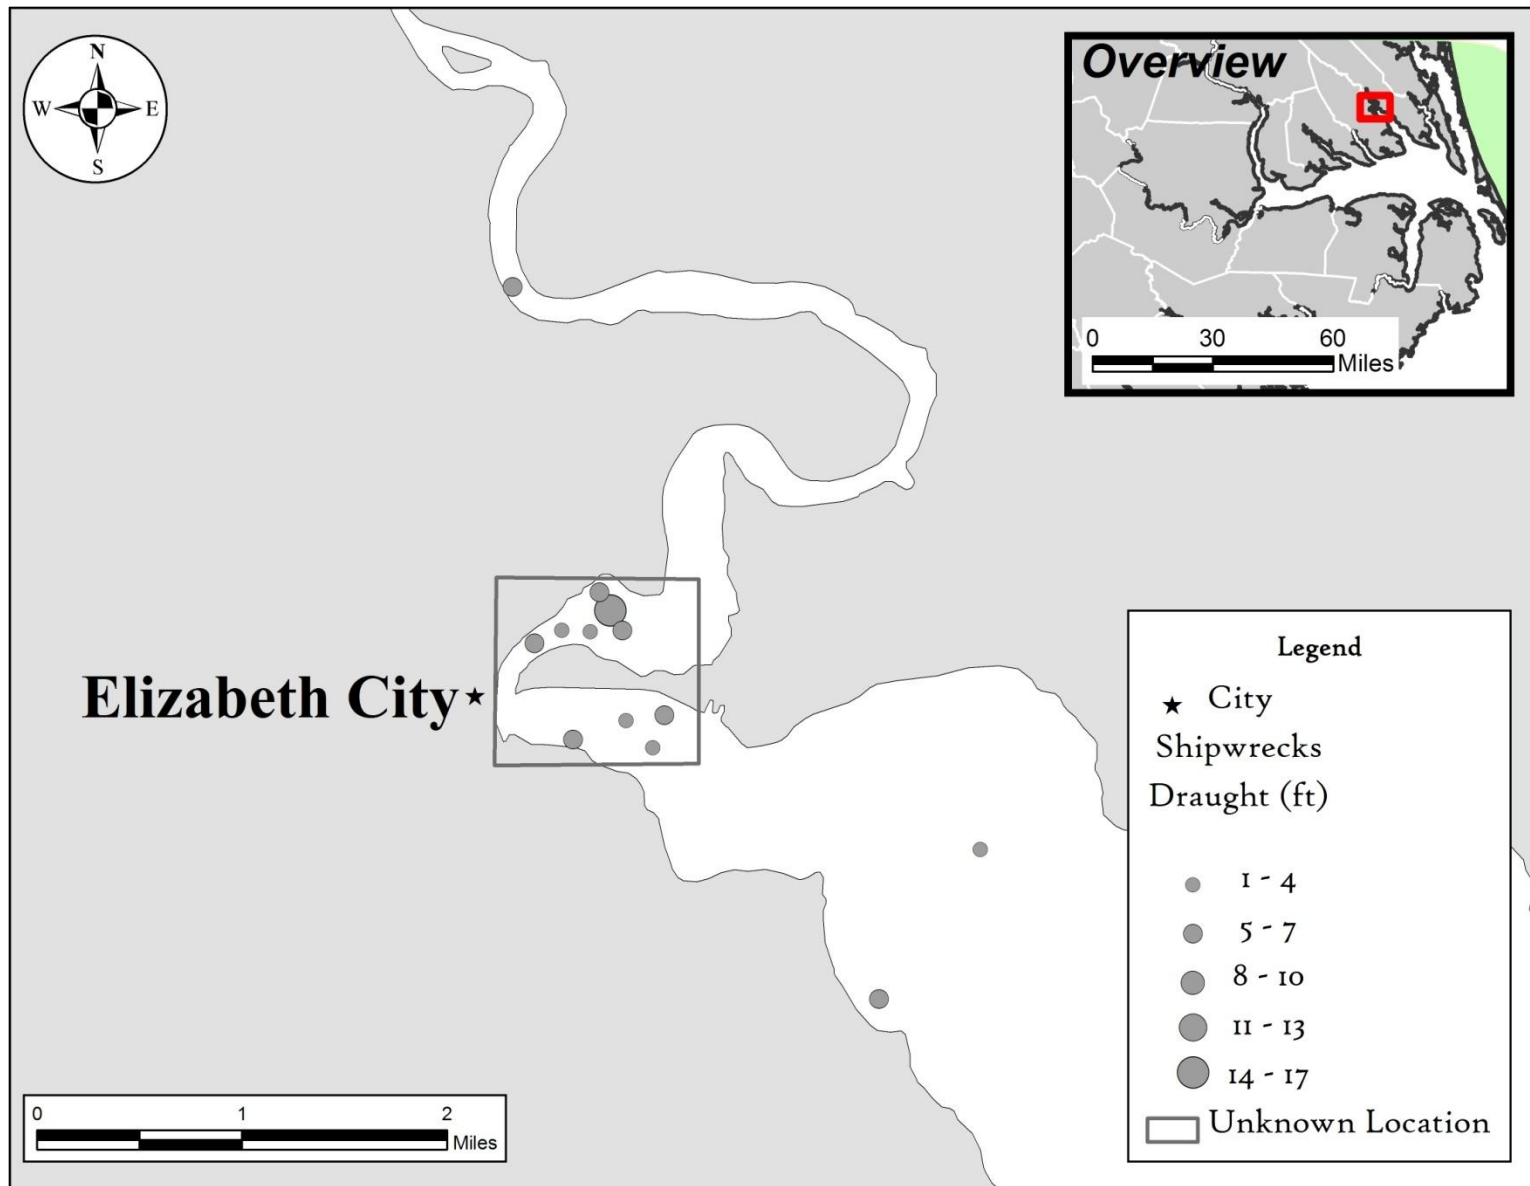 N
W E
S
Overview
0 30 60
Miles
Elizabeth City
Legend
City
Shipwrecks
Draught (ft)
1 - 4
5 - 7
8 - 10
11 - 13
14 - 17
Unknown Location
0 1 2
Miles